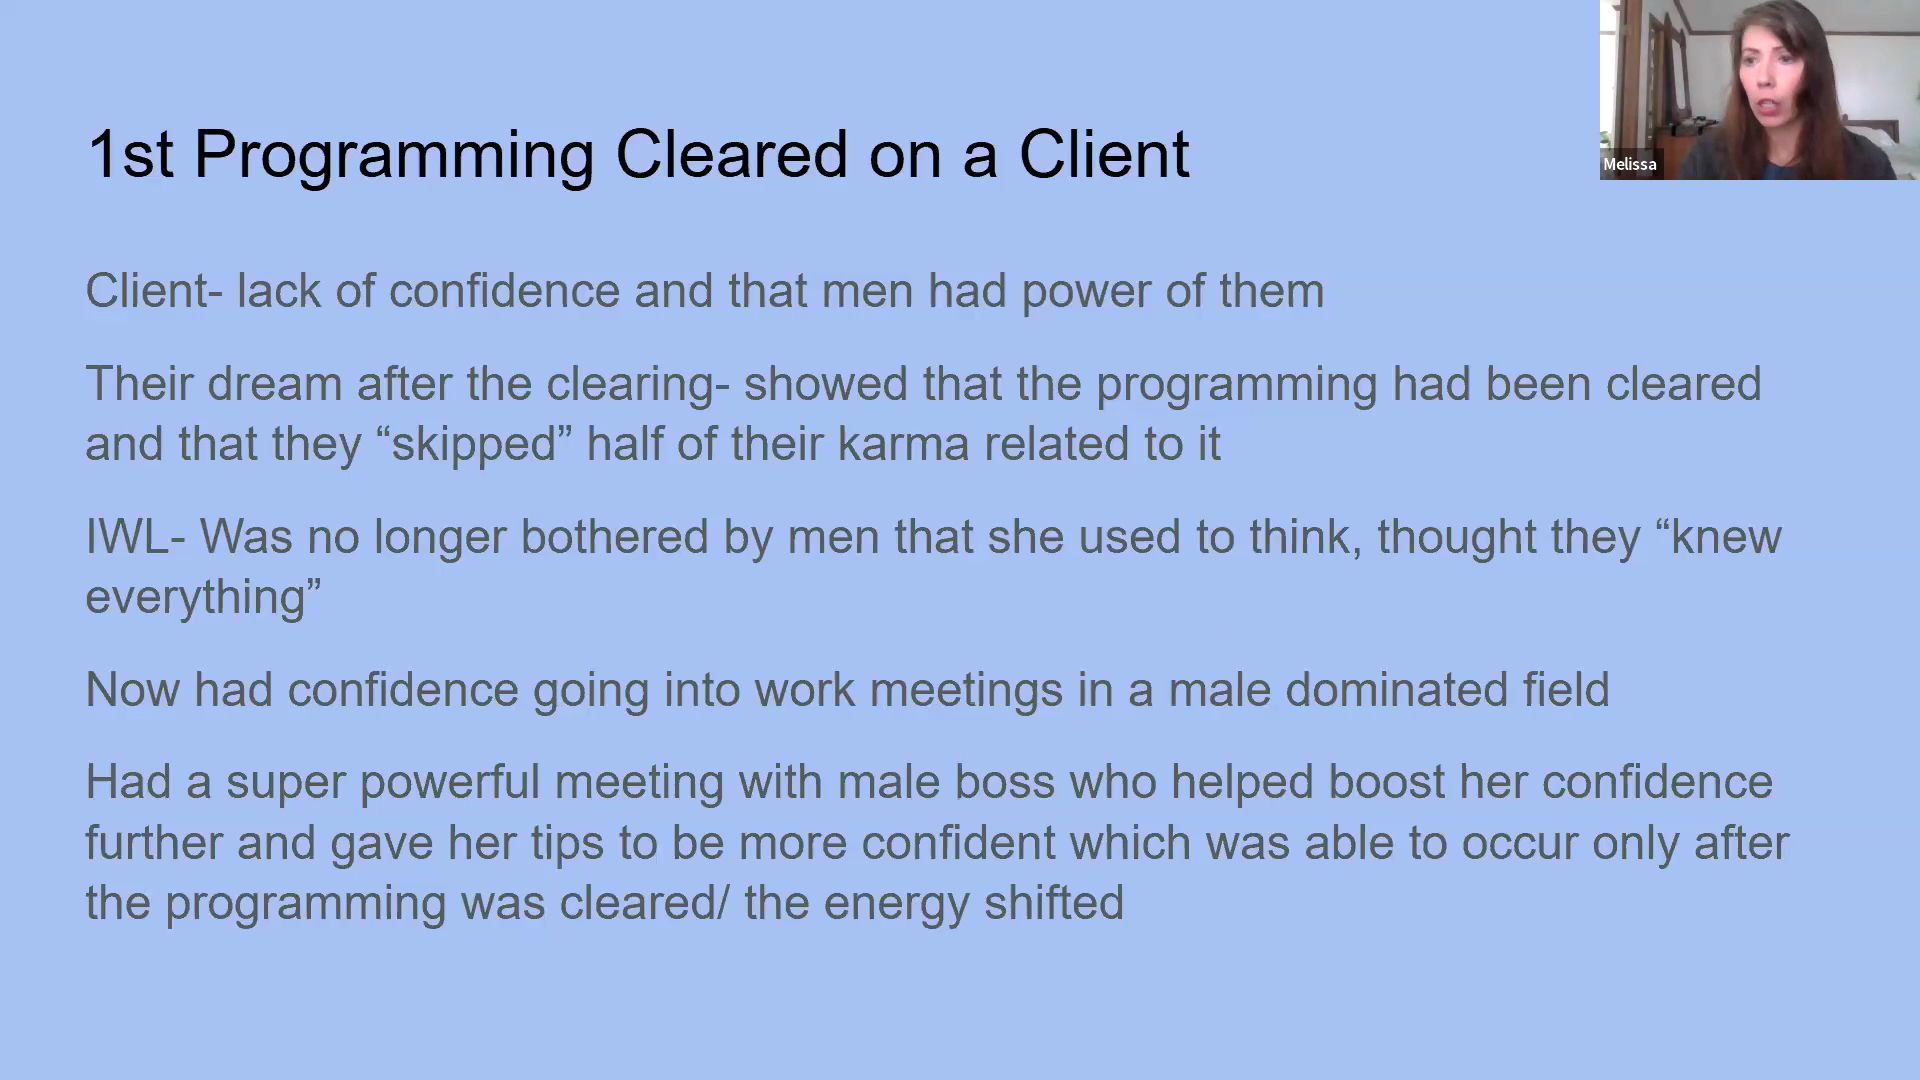 1st Programming Cleared on a Client
Melissa
Client- lack of confidence and that men had power of them
Their dream after the clearing- showed that the programming had been cleared
and that they “skipped” half of their karma related to it
IWL- Was no longer bothered by men that she used to think, thought they “knew
everything”
Now had confidence going into work meetings in a male dominated field
Had a super powerful meeting with male boss who helped boost her confidence
further and gave her tips to be more confident which was able to occur only after
the programming was cleared/ the energy shifted